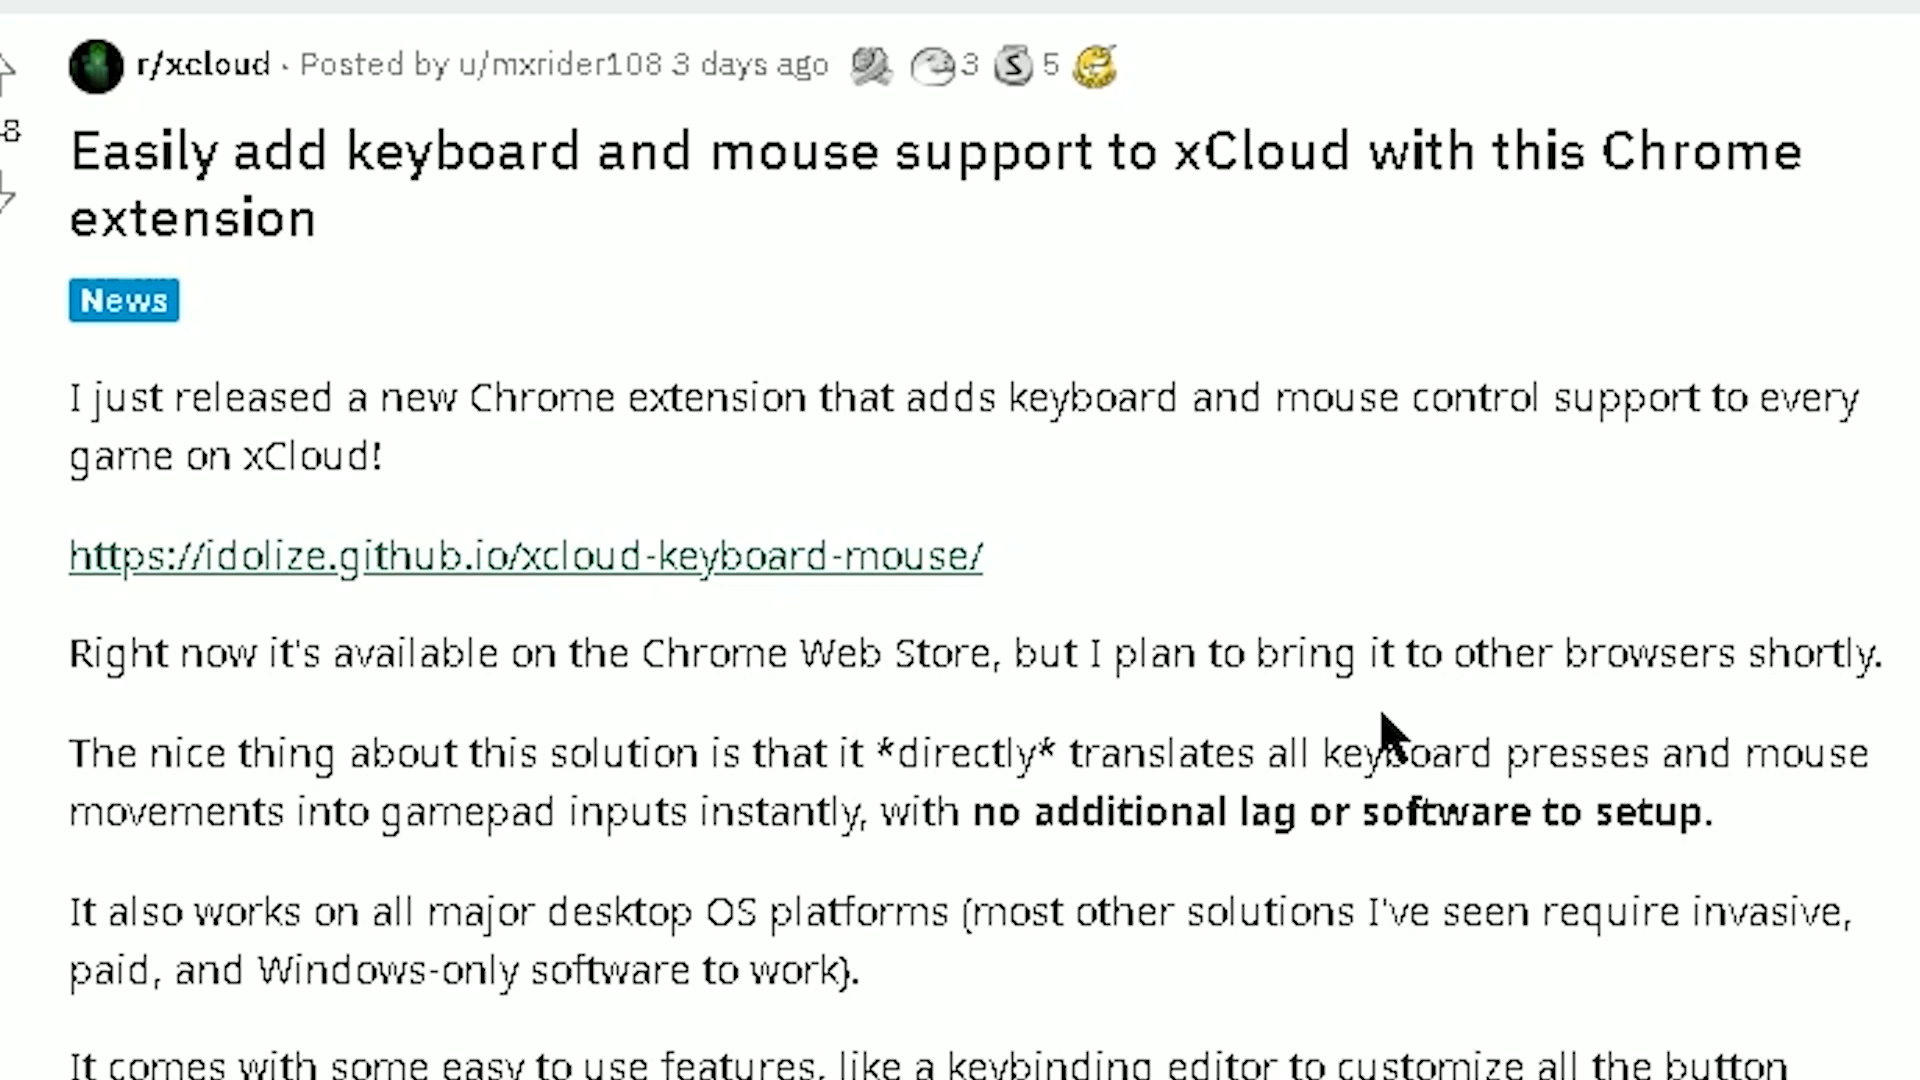 r/xcloud · Posted by u/mxrider108 3 days ago 3 S 5
8
Easily add keyboard and mouse support to xCloud with this Chrome
extension
News
I just released a new Chrome extension that adds keyboard and mouse control support to every
game on xCloud!
https://idolize.github.io/xcloud-keyboard-mouse/
Right now it's available on the Chrome Web Store, but I plan to bring it to other browsers shortly.
The nice thing about this solution is that it *directly* translates all keyboard presses and mouse
movements into gamepad inputs instantly, with no additional lag or software to setup.
It also works on all major desktop OS platforms (most other solutions I've seen require invasive,
paid, and Windows-only software to work).
It comes with some easy to use features, like a keybinding editor to customize all the button